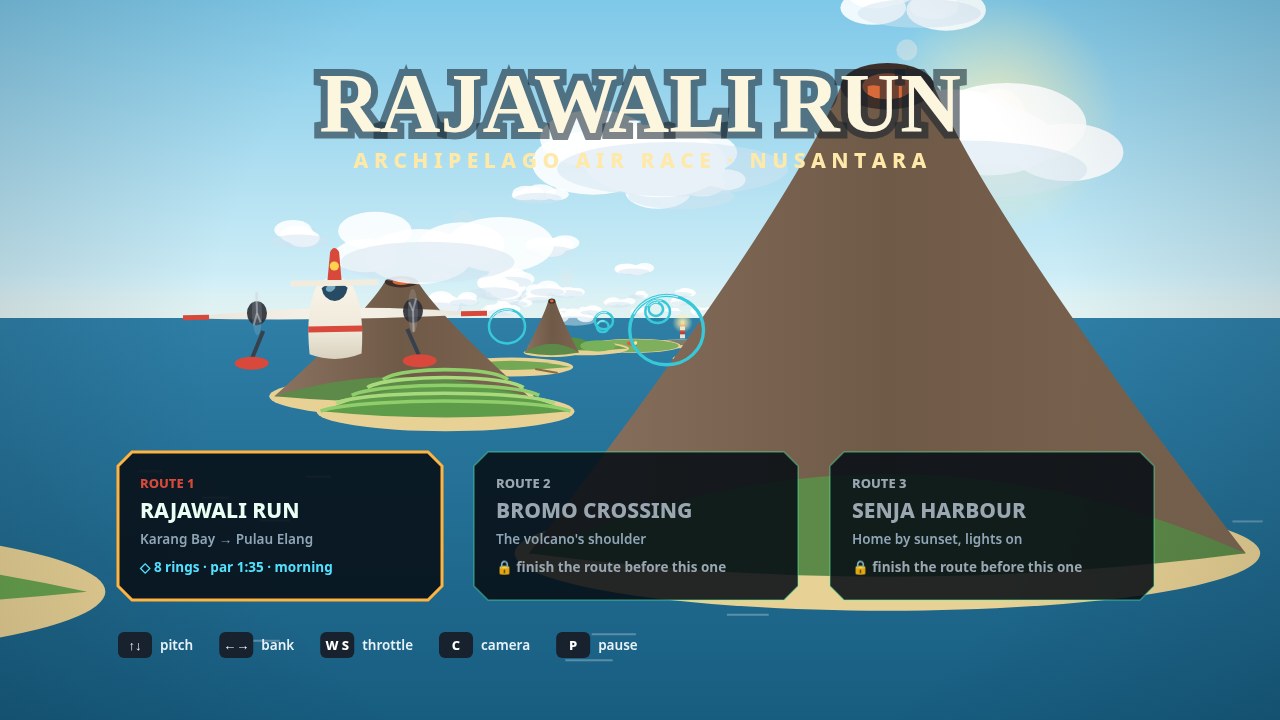 RAJAWALI RUN
ARCHIPELAGO AIR RACE NUSANTARA
ROUTE 1
RAJAWALI RUN
Karang Bay → Pulau Elang
◇ 8 rings · par 1:35 · morning
ROUTE 2
BROMO CROSSING
The volcano's shoulder
🔒 finish the route before this one
ROUTE 3
SENJA HARBOUR
Home by sunset, lights on
🔒 finish the route before this one
↑↓ pitch ←→ bank W S throttle C camera P pause